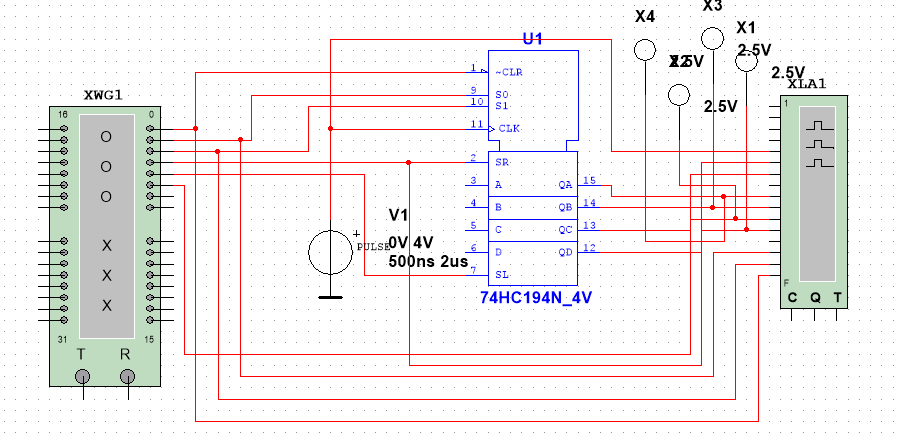 X3
X4
X1
U1
2.5V
2.5V
XWG1
XLA1
16
0
1 ~CLR
9 S0
10 S1
11 CLK
2 SR
3 A QA 15
4 B QB 14
5 C QC 13
6 D QD 12
7 SL
74HC194N_4V
2.5V
O
O
O
X
X
X
31
15
T R
V1
PULSE
0V 4V
500ns 2us
1
F
C Q T